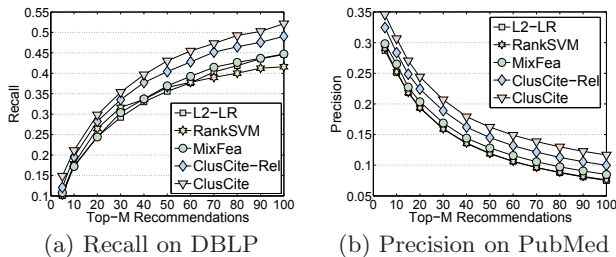 0.55
0.5
0.45
0.4
0.35
0.3
0.25
0.2
0.15
0.1
Recall
L2-LR
RankSVM
MixFea
ClusCite-Rel
ClusCite
0 10 20 30 40 50 60 70 80 90 100
Top-M Recommendations
(a) Recall on DBLP
0.35
0.3
0.25
0.2
0.15
0.1
0.05
Precision
L2-LR
RankSVM
MixFea
ClusCite-Rel
ClusCite
0 10 20 30 40 50 60 70 80 90 100
Top-M Recommendations
(b) Precision on PubMed